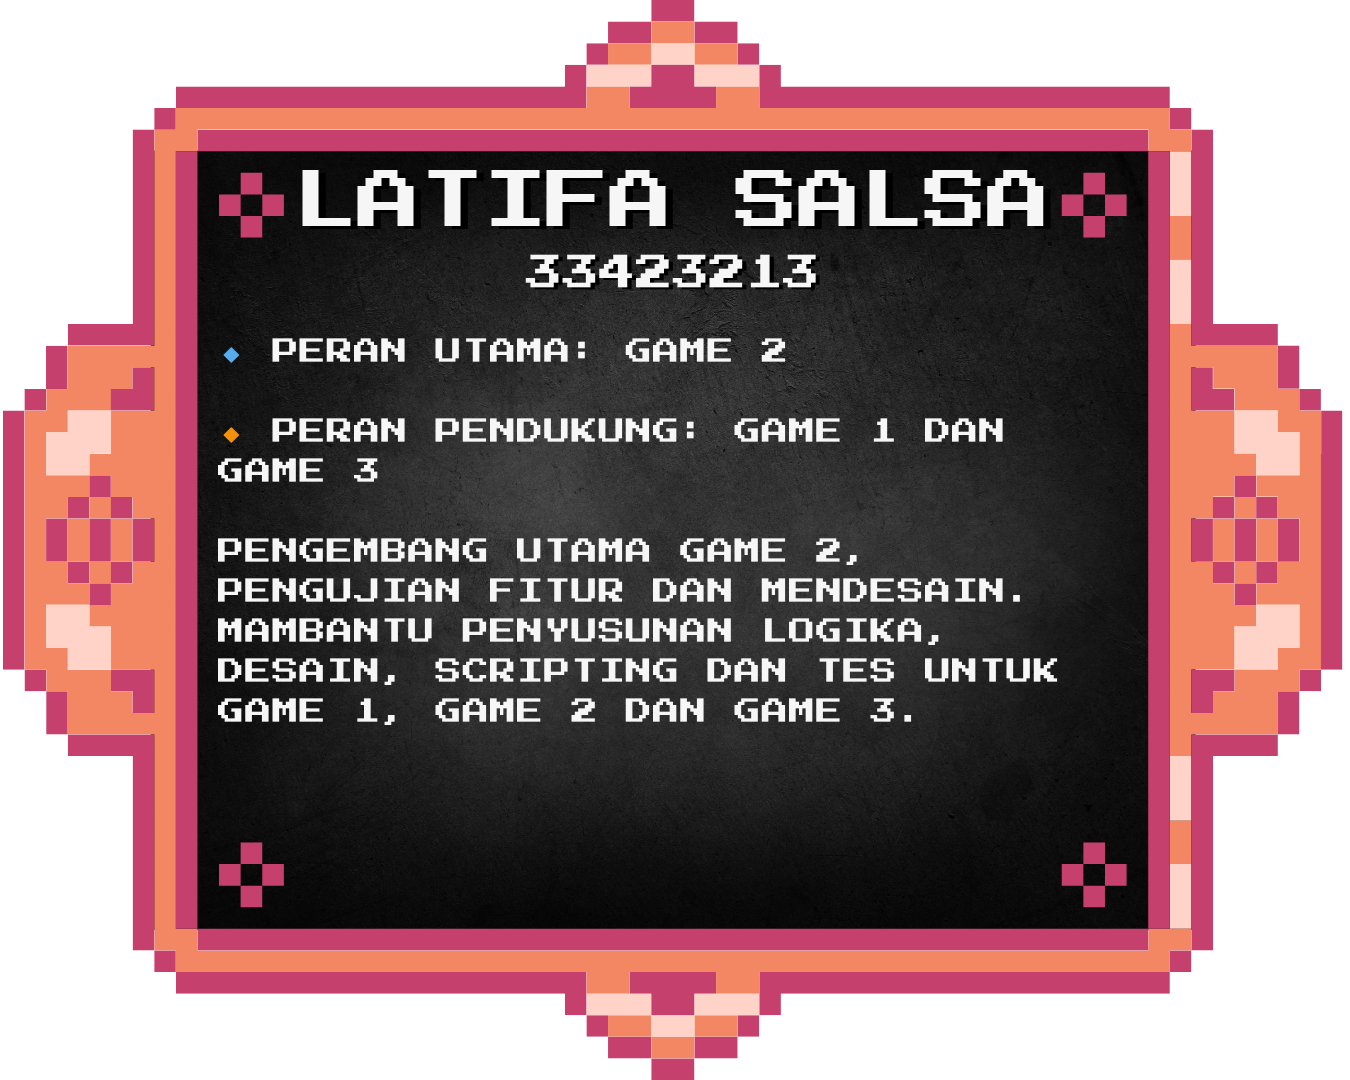 LATIFA SALSA
33423213
🔹 PERAN UTAMA: GAME 2
🔸 PERAN PENDUKUNG: GAME 1 DAN
GAME 3
PENGEMBANG UTAMA GAME 2,
PENGUJIAN FITUR DAN MENDESAIN.
MAMBANTU PENYUSUNAN LOGIKA,
DESAIN, SCRIPTING DAN TES UNTUK
GAME 1, GAME 2 DAN GAME 3.